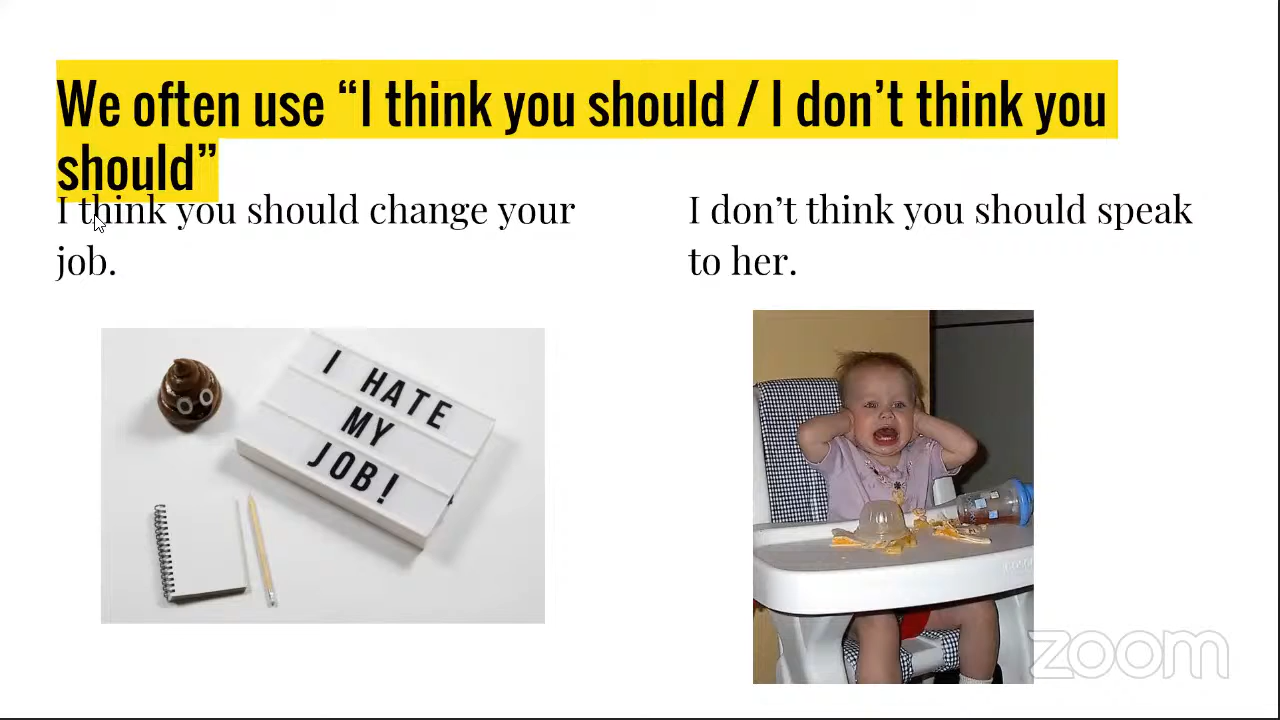 We often use “I think you should / I don’t think you
should”
I think you should change your
job.
I don’t think you should speak
to her.
I HATE
MY
JOB!
zoom